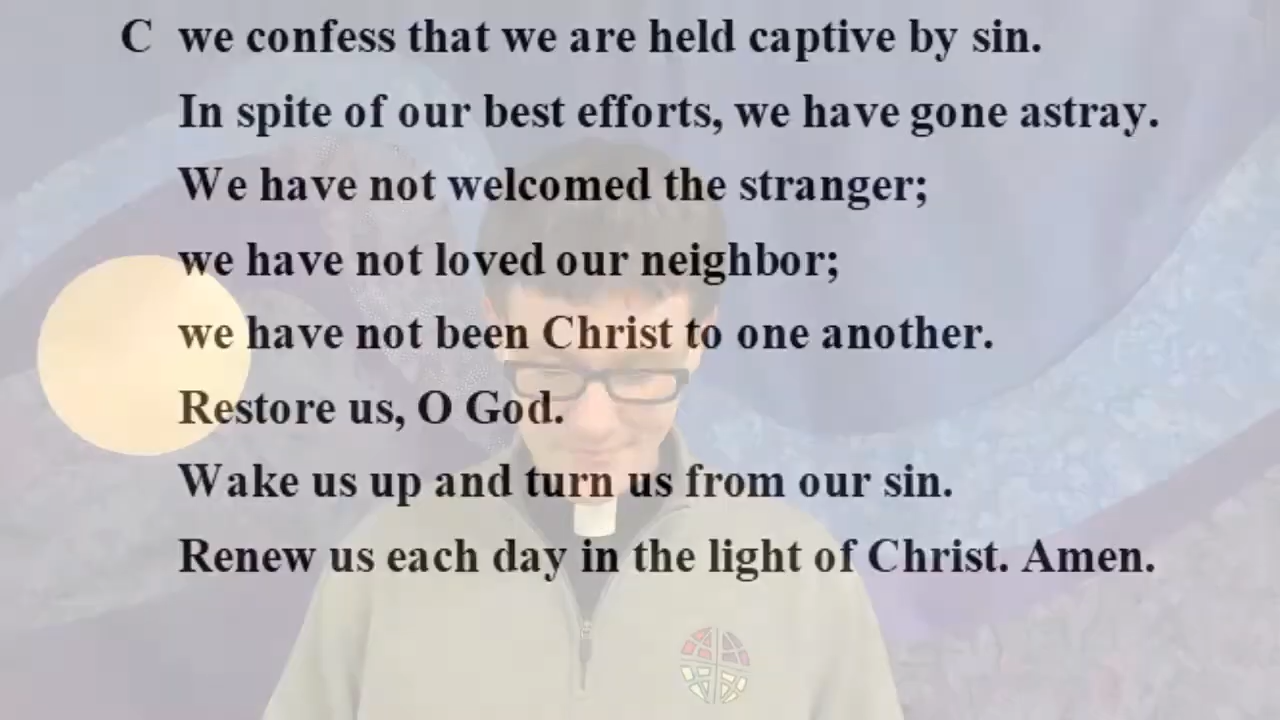 C we confess that we are held captive by sin.
In spite of our best efforts, we have gone astray.
We have not welcomed the stranger;
we have not loved our neighbor;
we have not been Christ to one another.
Restore us, O God.
Wake us up and turn us from our sin.
Renew us each day in the light of Christ. Amen.